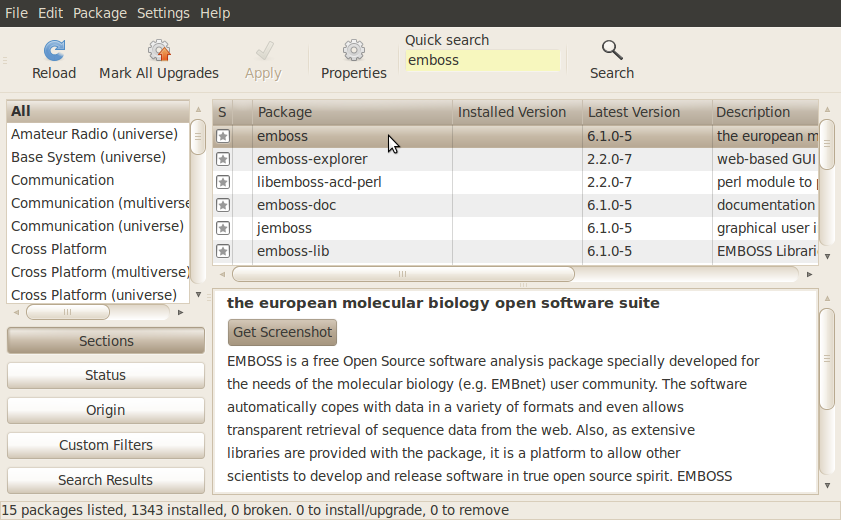 File Edit Package Settings Help
Quick search
Reload Mark All Upgrades Apply Properties emboss Search
All
Amateur Radio (universe)
Base System (universe)
Communication
Communication (multiverse
Communication (universe)
Cross Platform
Cross Platform (multiverse)
Cross Platform (universe)
S Package Installed Version Latest Version Description
emboss 6.1.0-5 the european m
emboss-explorer 2.2.0-7 web-based GUI
libemboss-acd-perl 2.2.0-7 perl module to p
emboss-doc 6.1.0-5 documentation
jemboss 6.1.0-5 graphical user i
emboss-lib 6.1.0-5 EMBOSS Librari
Sections
Status
Origin
Custom Filters
Search Results
the european molecular biology open software suite
Get Screenshot
EMBOSS is a free Open Source software analysis package specially developed for
the needs of the molecular biology (e.g. EMBnet) user community. The software
automatically copes with data in a variety of formats and even allows
transparent retrieval of sequence data from the web. Also, as extensive
libraries are provided with the package, it is a platform to allow other
scientists to develop and release software in true open source spirit. EMBOSS
15 packages listed, 1343 installed, 0 broken. 0 to install/upgrade, 0 to remove